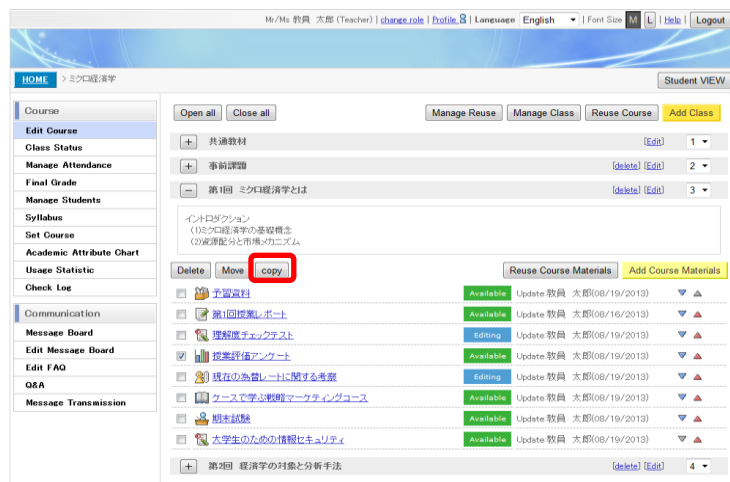 Mr/Ms 教員 太郎 (Teacher) | change role | Profile | Language English | Font Size M L | Help | Logout
HOME > ミクロ経済学
Student VIEW
Course
Edit Course
Class Status
Manage Attendance
Final Grade
Manage Students
Syllabus
Set Course
Academic Attribute Chart
Usage Statistic
Check Log
Communication
Message Board
Edit Message Board
Edit FAQ
Q&A
Message Transmission
Open all Close all Manage Reuse Manage Class Reuse Course Add Class
+ 共通教材 [Edit] 1
+ 事前課題 [delete] [Edit] 2
- 第1回 ミクロ経済学とは [delete] [Edit] 3
イントロダクション
(1)ミクロ経済学の基礎概念
(2)資源配分と市場メカニズム
Delete Move copy Reuse Course Materials Add Course Materials
予習資料 Available Update 教員 太郎(08/19/2013)
第1回授業レポート Available Update 教員 太郎(08/16/2013)
理解度チェックテスト Editing Update 教員 太郎(08/19/2013)
授業評価アンケート Available Update 教員 太郎(08/19/2013)
現在の為替レートに関する考察 Editing Update 教員 太郎(08/19/2013)
ケースで学ぶ戦略マーケティングコース Available Update 教員 太郎(08/19/2013)
期末試験 Available Update 教員 太郎(08/19/2013)
大学生のための情報セキュリティ Available Update 教員 太郎(08/19/2013)
+ 第2回 経済学の対象と分析手法 [delete] [Edit] 4